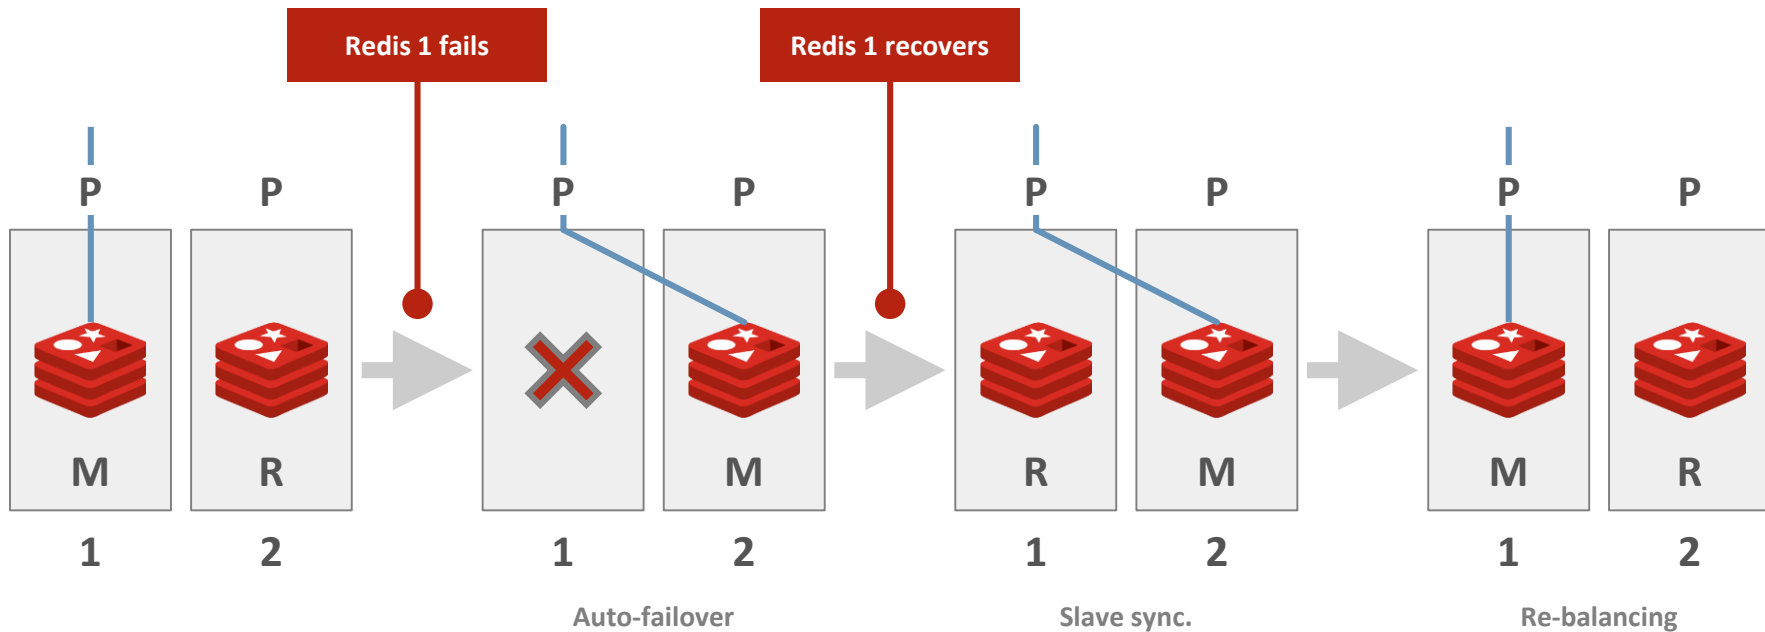 Redis 1 fails
Redis 1 recovers
P P P P P P P P
M R M R M M R
1 2 1 2 1 2 1 2
Auto-failover Slave sync. Re-balancing